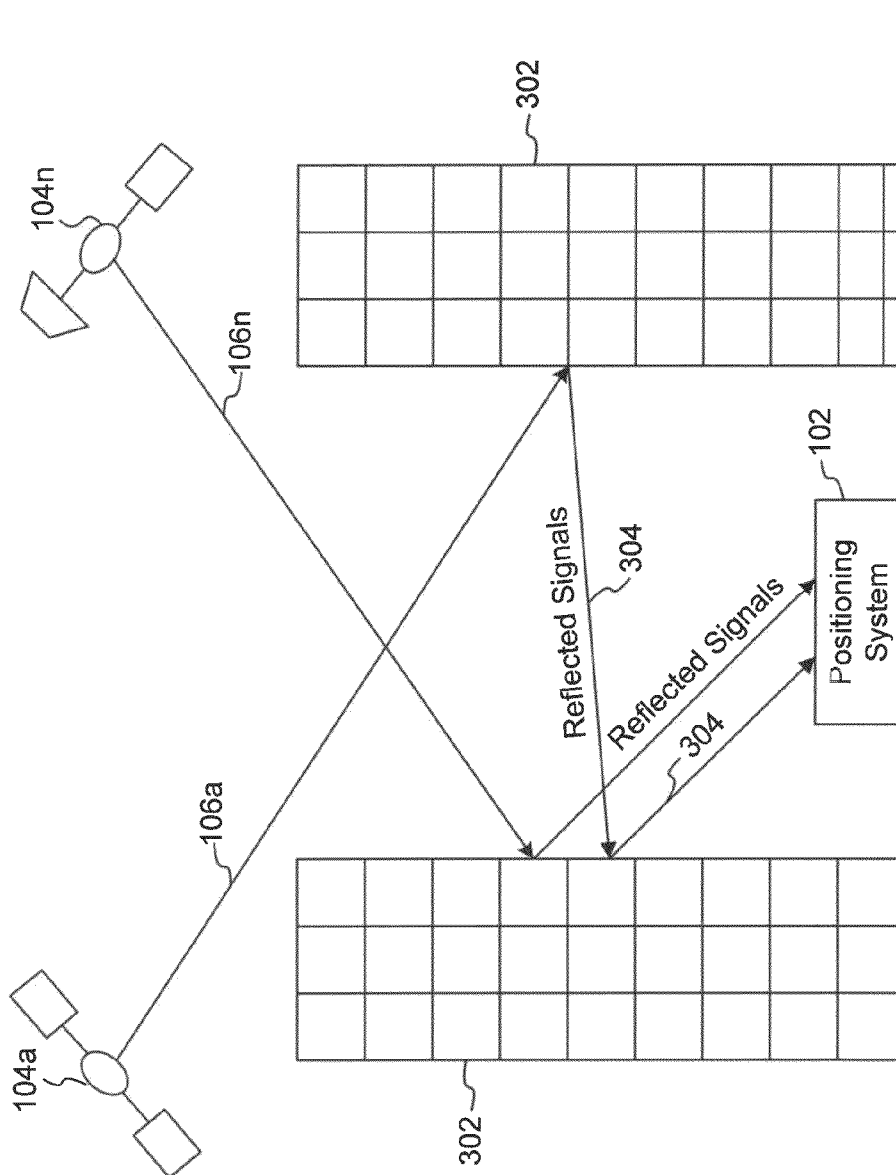 104a
104n
106a
106n
302
302
Reflected Signals
304
Reflected Signals
304
102
Positioning
System